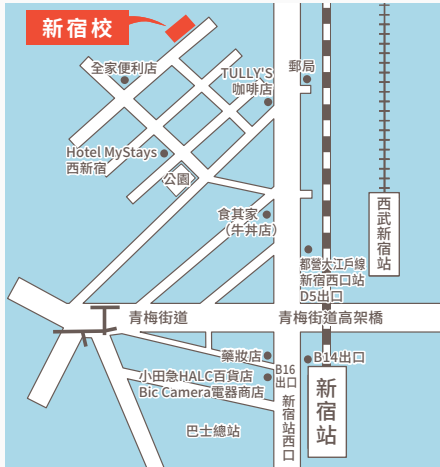 新宿校
全家便利店
TULLY'S
咖啡店
郵局
Hotel MyStays
西新宿
公園
食其家
（牛丼店）
西武新宿站
都營大江戶線
新宿西口站
D5出口
青梅街道
青梅街道高架橋
藥妝店
B14出口
小田急HALC百貨店
Bic Camera電器商店
B16
出口
新宿站西口
新宿站
巴士總站